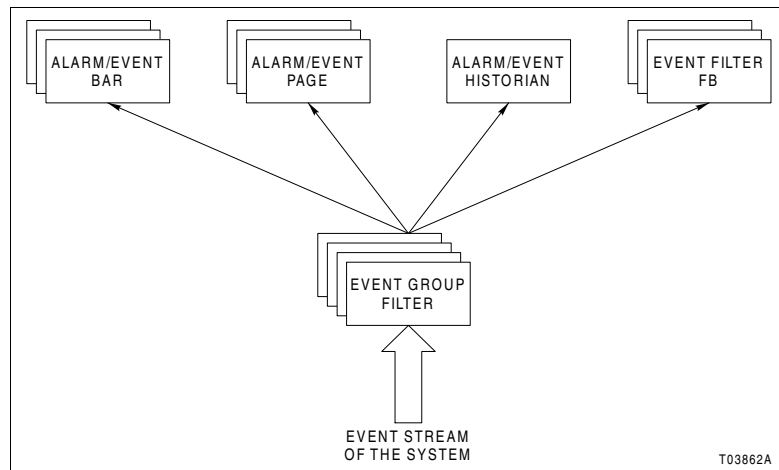 ALARM/EVENT
BAR
ALARM/EVENT
PAGE
ALARM/EVENT
HISTORIAN
EVENT FILTER
FB
EVENT GROUP
FILTER
EVENT STREAM
OF THE SYSTEM
T03862A